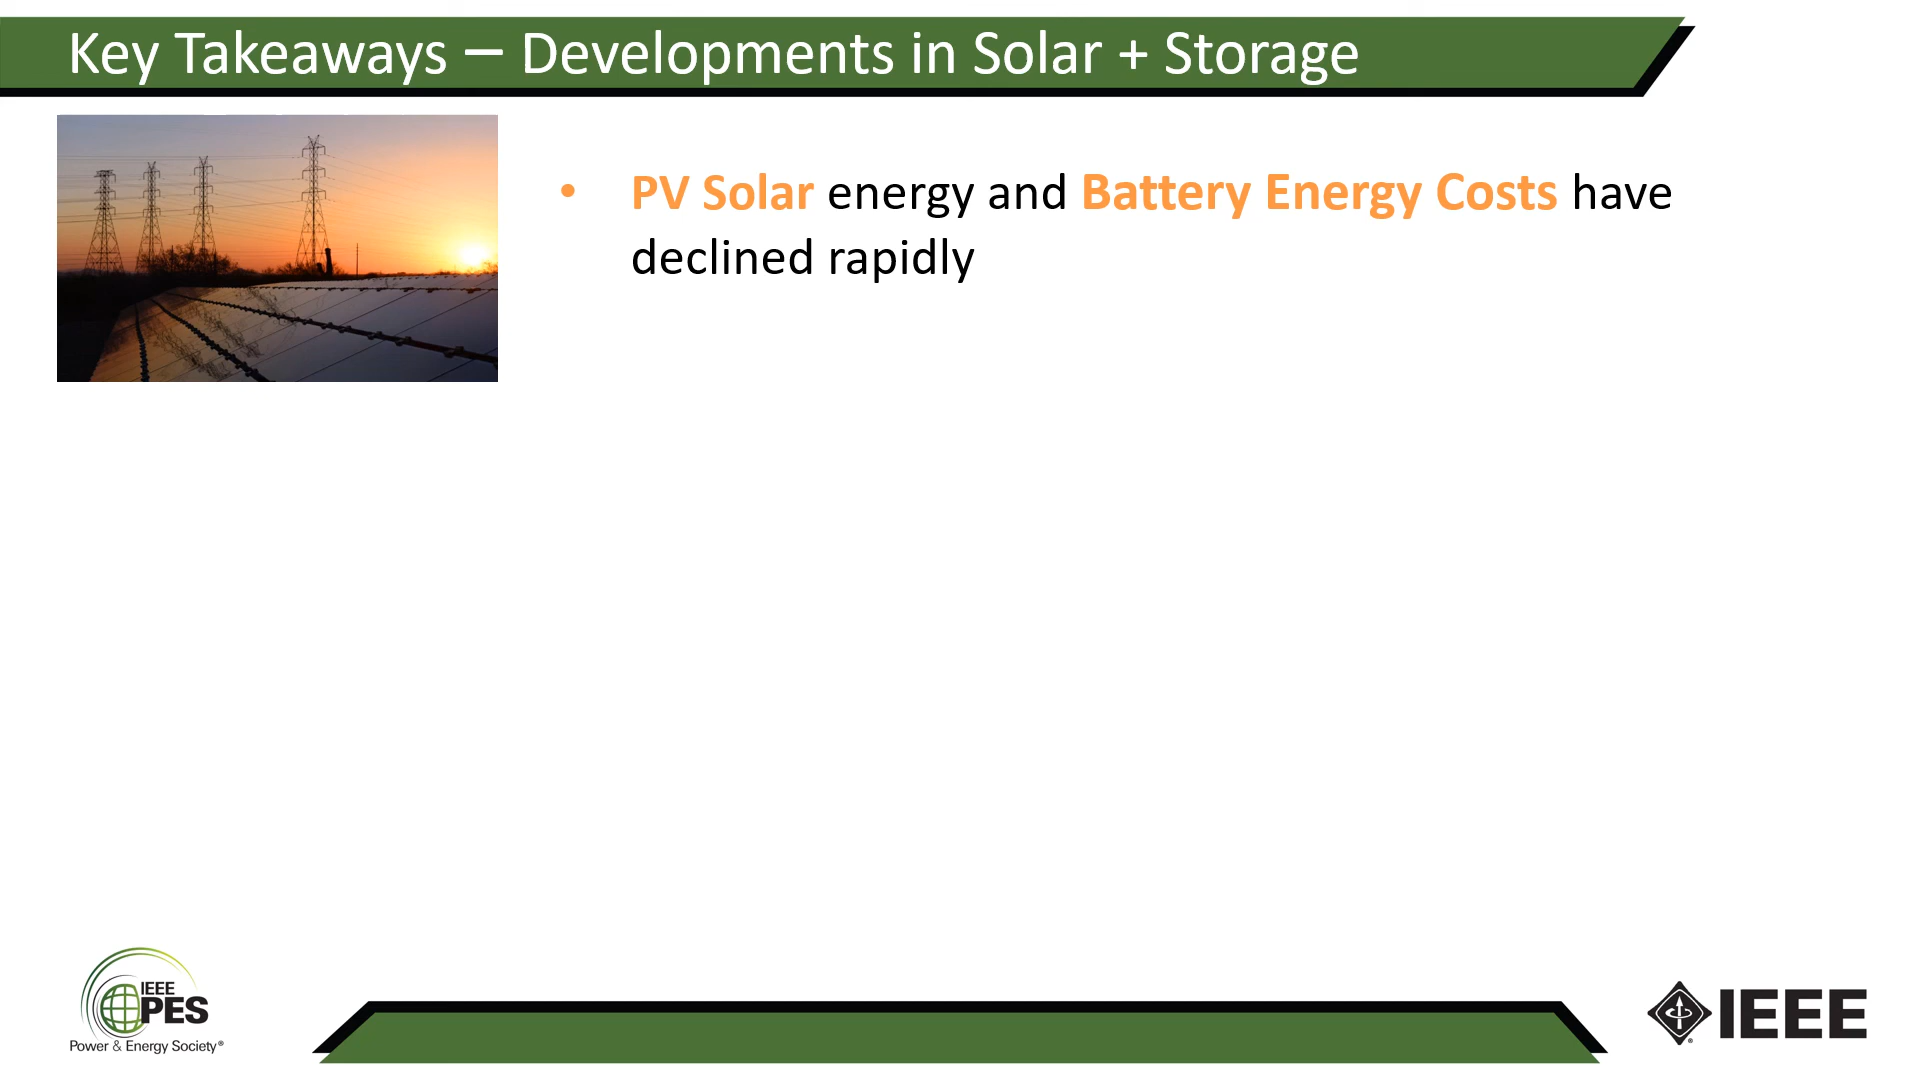 Key Takeaways – Developments in Solar + Storage
• PV Solar energy and Battery Energy Costs have
declined rapidly
IEEE
PES
Power & Energy Society®
IEEE